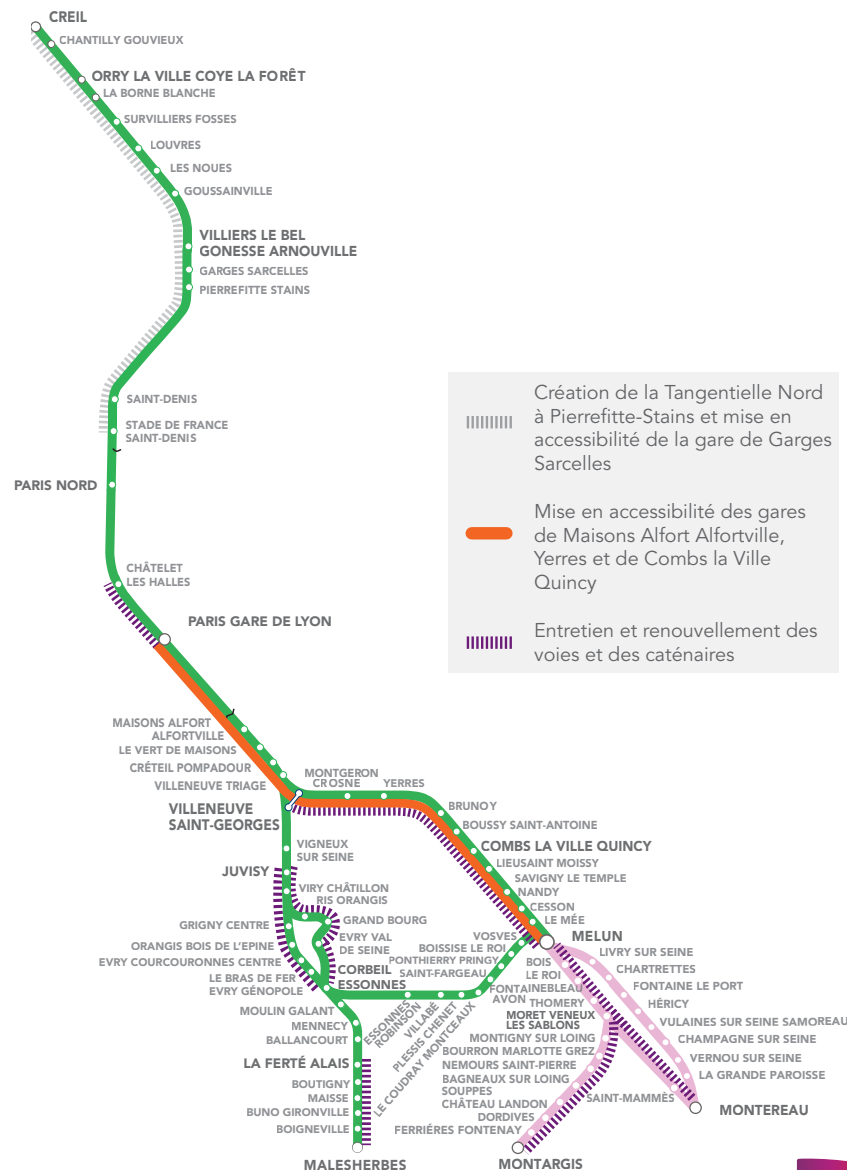 CREIL
CHANTILLY GOUVIEUX
ORRY LA VILLE COYE LA FORÊT
LA BORNE BLANCHE
SURVILLIERS FOSSES
LOUVRES
LES NOUES
GOUSSAINVILLE
VILLIERS LE BEL
GONESSE ARNOUVILLE
GARGES SARCELLES
PIERREFITTE STAINS
SAINT-DENIS
STADE DE FRANCE
SAINT-DENIS
PARIS NORD
CHÂTELET
LES HALLES
PARIS GARE DE LYON
Création de la Tangentielle Nord
à Pierrefitte-Stains et mise en
accessibilité de la gare de Garges
Sarcelles
Mise en accessibilité des gares
de Maisons Alfort Alfortville,
Yerres et de Combs la Ville
Quincy
Entretien et renouvellement des
voies et des caténaires
MAISONS ALFORT
ALFORTVILLE
LE VERT DE MAISONS
CRÉTEIL POMPADOUR
VILLENEUVE TRIAGE
VILLENEUVE
SAINT-GEORGES
MONTGERON
CROSNE
YERRES
BRUNOY
BOUSSY SAINT-ANTOINE
COMBS LA VILLE QUINCY
LIEUSAINT MOISSY
SAVIGNY LE TEMPLE
NANDY
CESSON
LE MÉE
MELUN
VIGNEUX
SUR SEINE
JUVISY
VIRY CHÂTILLON
RIS ORANGIS
GRIGNY CENTRE
GRAND BOURG
ORANGIS BOIS DE L'EPINE
EVRY VAL
DE SEINE
EVRY COURCOURONNES CENTRE
LE BRAS DE FER
EVRY GÉNOPOLE
CORBEIL
ESSONNES
MOULIN GALANT
MENNECY
BALLANCOURT
LA FERTÉ ALAIS
BOUTIGNY
MAISSE
BUNO GIRONVILLE
BOIGNEVILLE
MALESHERBES
ESSONNES
ROBINSON
VILLABÉ
PLESSIS CHENET
LE COUDRAY MONTCEAUX
VOSVES
BOISSISE LE ROI
PONTHIERRY PRINGY
SAINT-FARGEAU
BOIS
LE ROI
FONTAINEBLEAU
AVON
THOMERY
MORET VENEUX
LES SABLONS
MONTIGNY SUR LOING
BOURRON MARLOTTE GREZ
NEMOURS SAINT-PIERRE
BAGNEAUX SUR LOING
SOUPPES
CHÂTEAU LANDON
DORDIVES
FERRIÉRES FONTENAY
MONTARGIS
LIVRY SUR SEINE
CHARTRETTES
FONTAINE LE PORT
HÉRICY
VULAINES SUR SEINE SAMOREAU
CHAMPAGNE SUR SEINE
VERNOU SUR SEINE
LA GRANDE PAROISSE
SAINT-MAMMÈS
MONTEREAU